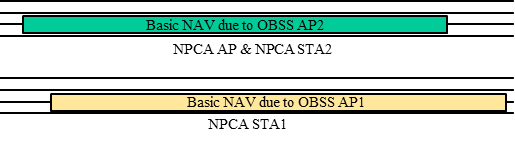 Basic NAV due to OBSS AP2
NPCA AP & NPCA STA2
Basic NAV due to OBSS AP1
NPCA STA1